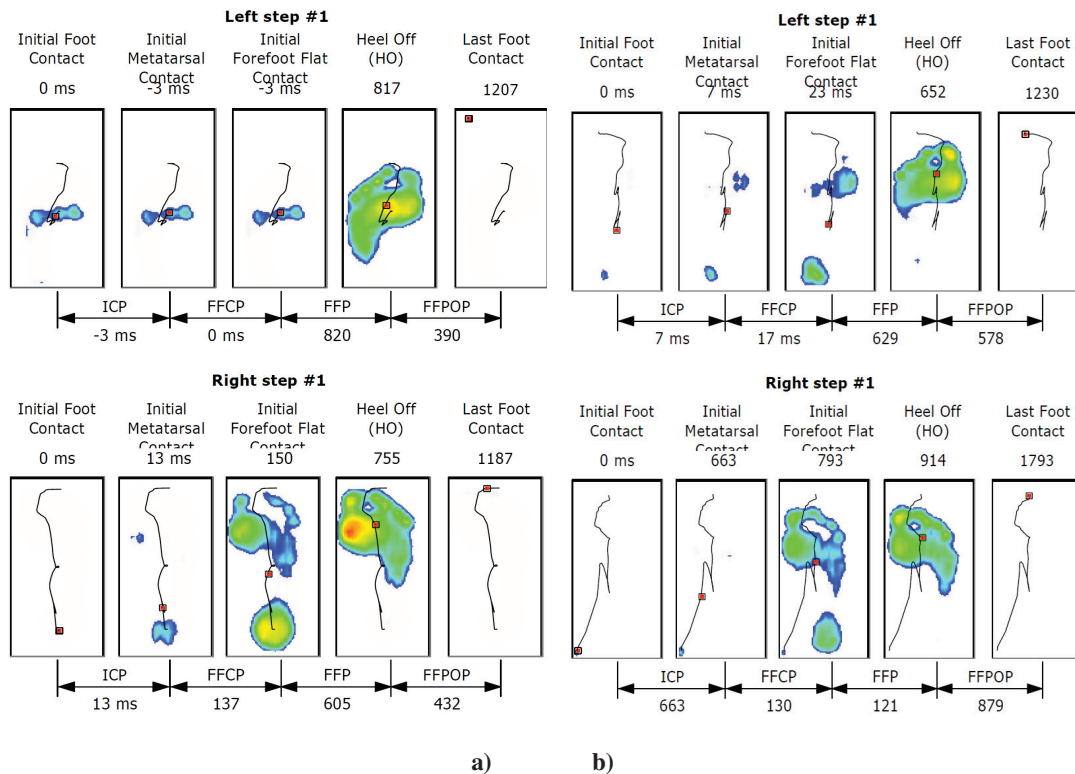 Left step #1
Initial Foot Contact
Initial Metatarsal Contact
Initial Forefoot Flat Contact
Heel Off (HO)
Last Foot Contact
0 ms
-3 ms
-3 ms
817
1207
ICP
FFCP
FFP
FFPOP
-3 ms
0 ms
820
390
Right step #1
Initial Foot Contact
Initial Metatarsal Contact
Initial Forefoot Flat Contact
Heel Off (HO)
Last Foot Contact
0 ms
13 ms
150
755
1187
ICP
FFCP
FFP
FFPOP
13 ms
137
605
432
a)
Left step #1
Initial Foot Contact
Initial Metatarsal Contact
Initial Forefoot Flat Contact
Heel Off (HO)
Last Foot Contact
0 ms
7 ms
23 ms
652
1230
ICP
FFCP
FFP
FFPOP
7 ms
17 ms
629
578
Right step #1
Initial Foot Contact
Initial Metatarsal Contact
Initial Forefoot Flat Contact
Heel Off (HO)
Last Foot Contact
0 ms
663
793
914
1793
ICP
FFCP
FFP
FFPOP
663
130
121
879
b)